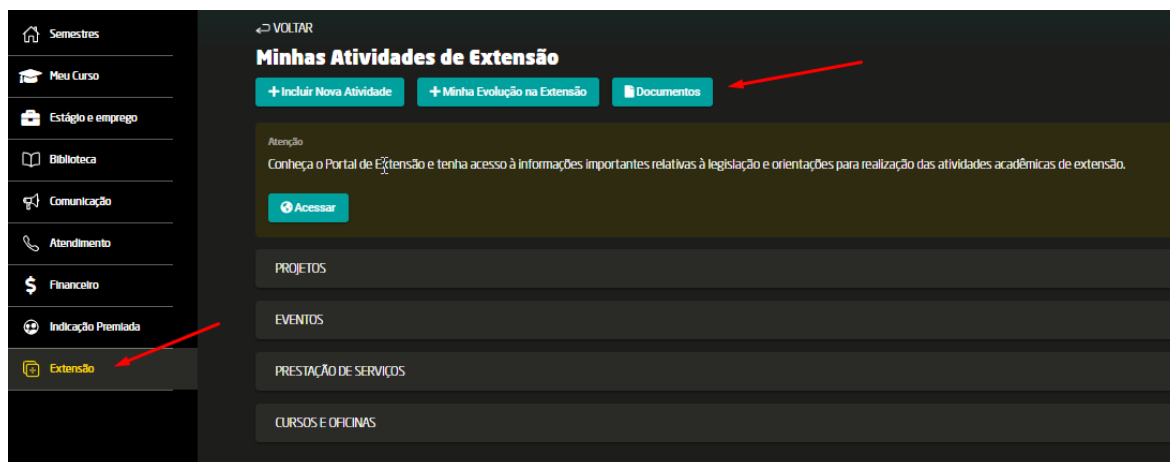 Semestres
Meu Curso
Estágio e emprego
Biblioteca
Comunicação
Atendimento
Financeiro
Indicação Premiada
Extensão
VOLTAR
Minhas Atividades de Extensão
+ Incluir Nova Atividade
+ Minha Evolução na Extensão
Documentos
Atenção
Conheça o Portal de Extensão e tenha acesso à informações importantes relativas à legislação e orientações para realização das atividades acadêmicas de extensão.
Acessar
PROJETOS
EVENTOS
PRESTAÇÃO DE SERVIÇOS
CURSOS E OFICINAS